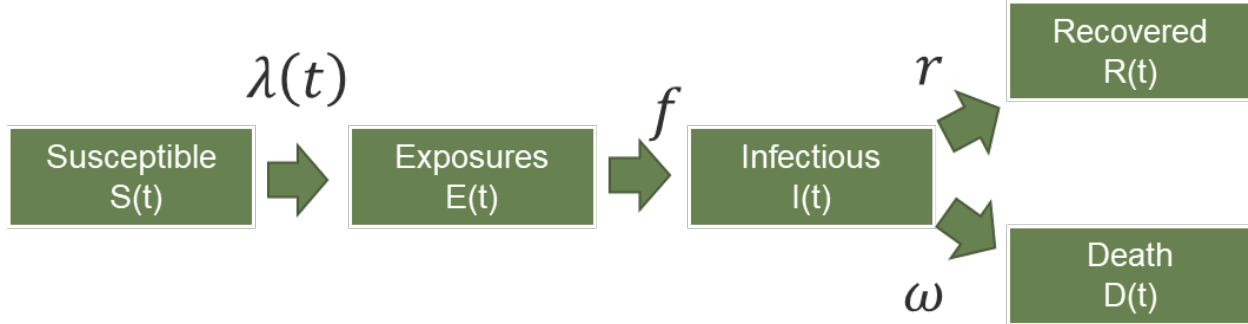 Susceptible
S(t)
λ(t)
Exposures
E(t)
f
Infectious
I(t)
r
Recovered
R(t)
ω
Death
D(t)